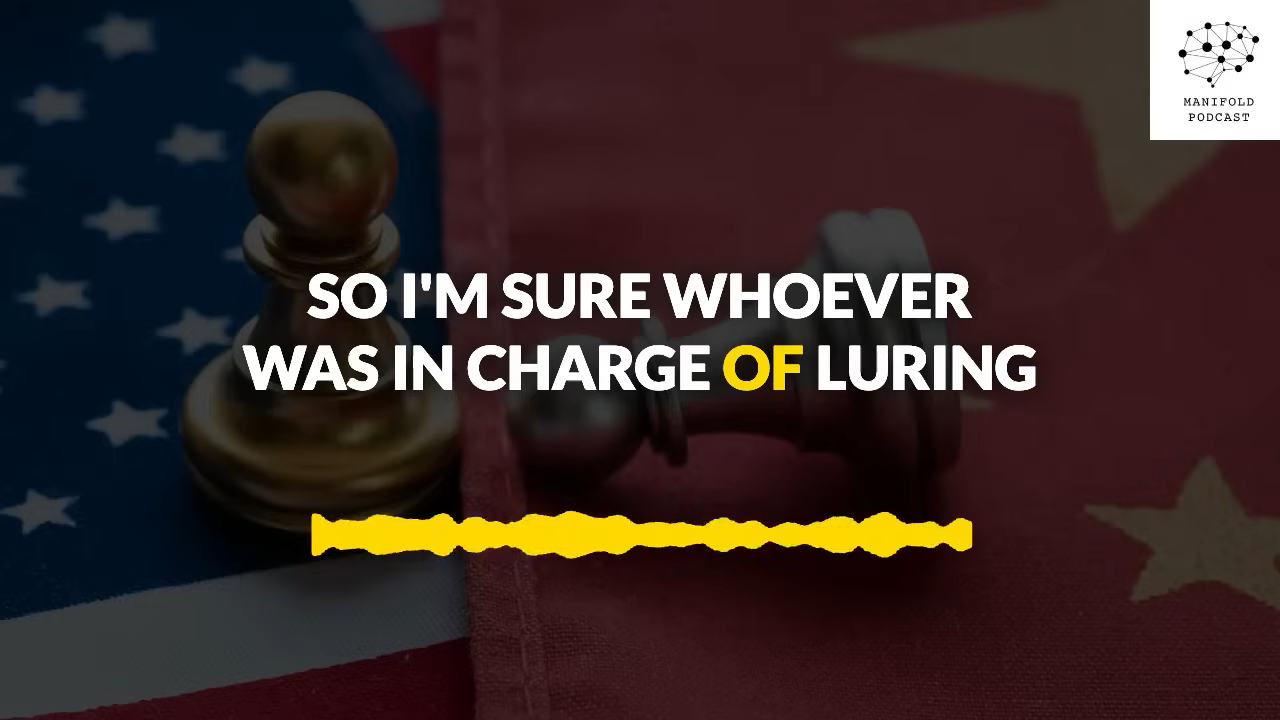 MANIFOLD
PODCAST
SO I'M SURE WHOEVER
WAS IN CHARGE OF LURING